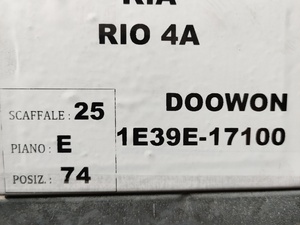 KIA
RIO 4A
SCAFFALE : 25
PIANO : E
POSIZ. : 74
DOOWON
1E39E-17100